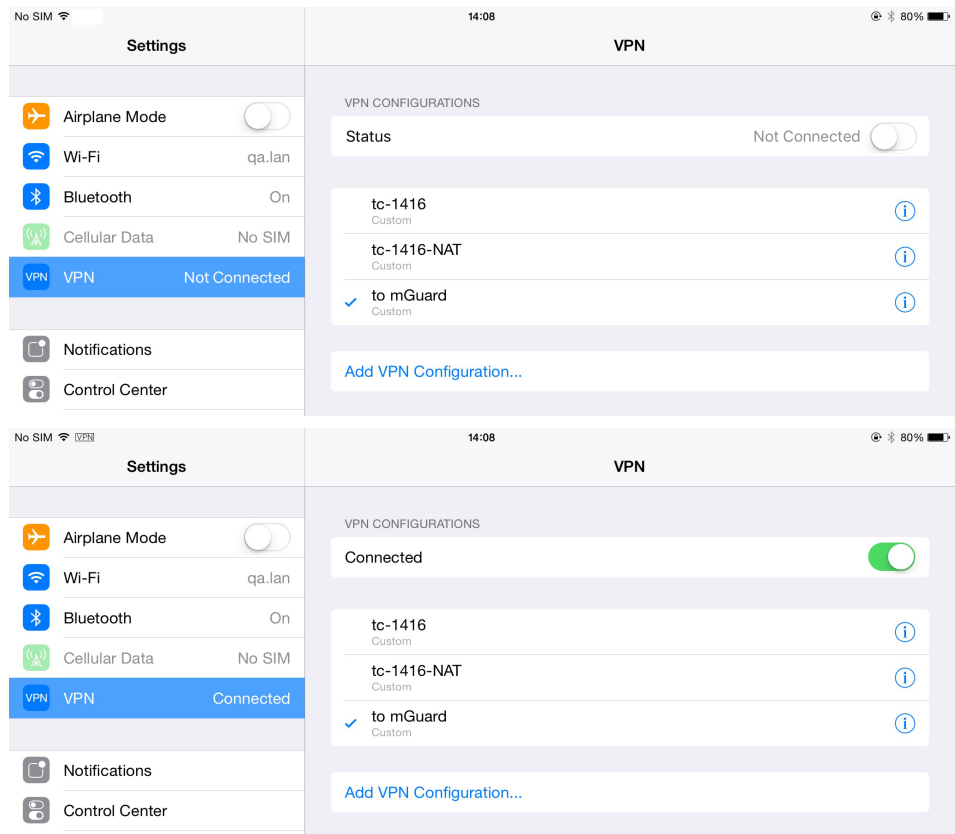 No SIM 14:08 80%
Settings VPN
VPN CONFIGURATIONS
Airplane Mode
Status Not Connected
Wi-Fi qa.lan
Bluetooth On
tc-1416
Custom
Cellular Data No SIM
tc-1416-NAT
Custom
VPN VPN Not Connected
to mGuard
Custom
Notifications
Add VPN Configuration...
Control Center
No SIM VPN 14:08 80%
Settings VPN
VPN CONFIGURATIONS
Airplane Mode
Connected
Wi-Fi qa.lan
Bluetooth On
tc-1416
Custom
Cellular Data No SIM
tc-1416-NAT
Custom
VPN VPN Connected
to mGuard
Custom
Notifications
Add VPN Configuration...
Control Center